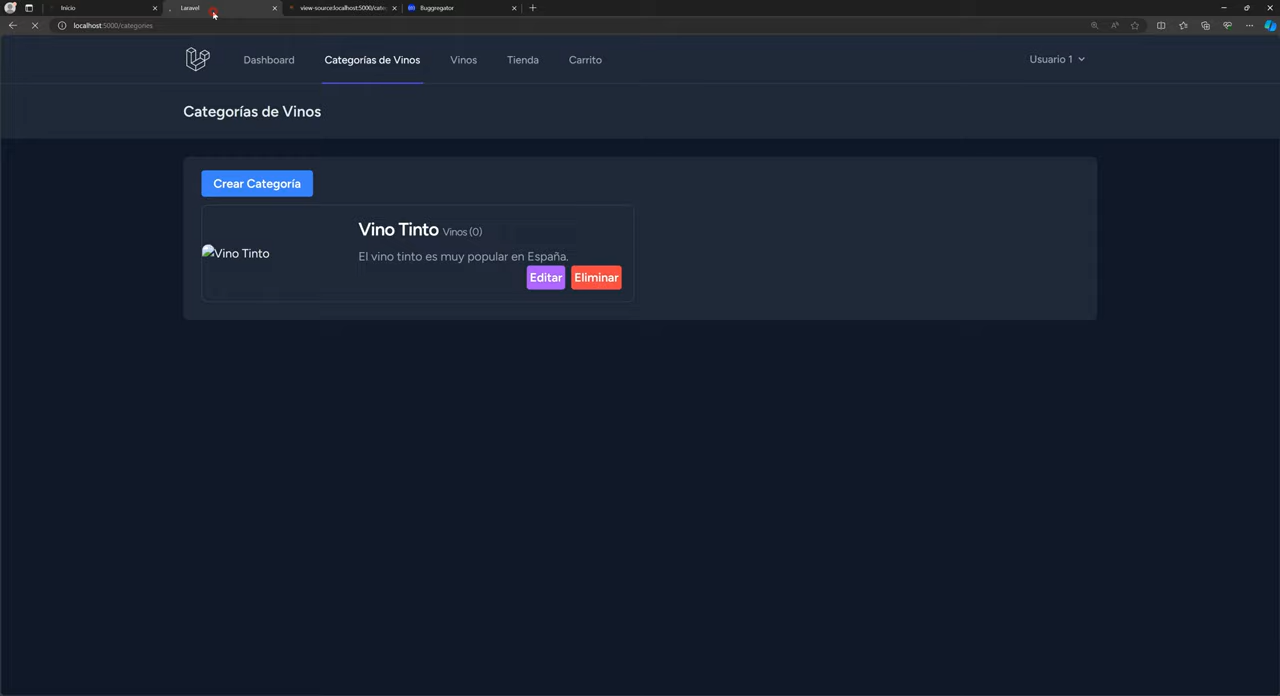 Inicio
Laravel
view-source:localhost:5000/cate
Buggregator
localhost:5000/categories
Dashboard
Categorías de Vinos
Vinos
Tienda
Carrito
Usuario 1
Categorías de Vinos
Crear Categoría
Vino Tinto
Vino Tinto Vinos (0)
El vino tinto es muy popular en España.
Editar
Eliminar